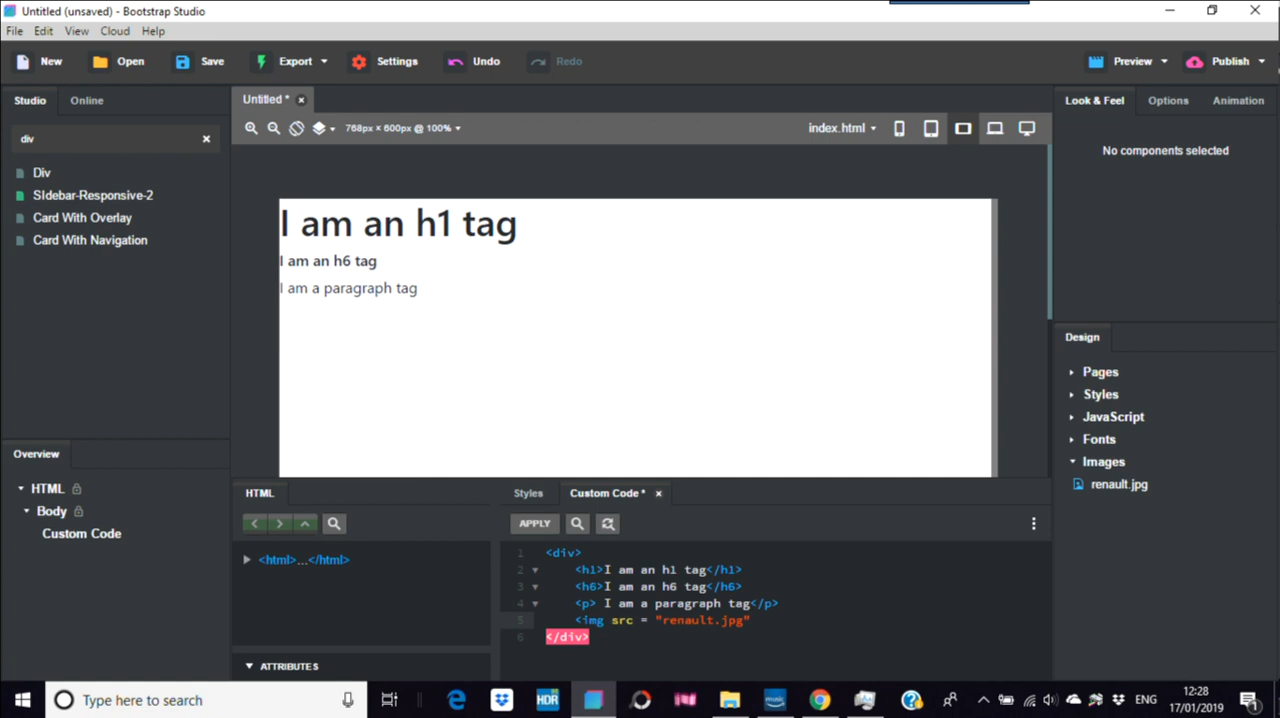 Untitled (unsaved) - Bootstrap Studio
File Edit View Cloud Help
New Open Save Export Settings Undo Redo Preview Publish
Studio Online
Untitled *
Look & Feel Options Animation
div
768px × 600px @ 100%
index.html
No components selected
Div
SIdebar-Responsive-2
Card With Overlay
Card With Navigation
I am an h1 tag
I am an h6 tag
I am a paragraph tag
Design
Pages
Styles
JavaScript
Fonts
Images
renault.jpg
Overview
HTML
Body
Custom Code
HTML
Styles Custom Code *
APPLY
<html>...</html>
ATTRIBUTES
1 <div>
2 <h1>I am an h1 tag</h1>
3 <h6>I am an h6 tag</h6>
4 <p> I am a paragraph tag</p>
5 <img src = "renault.jpg"
6 </div>
Type here to search
HDR
music
ENG
12:28
17/01/2019
1